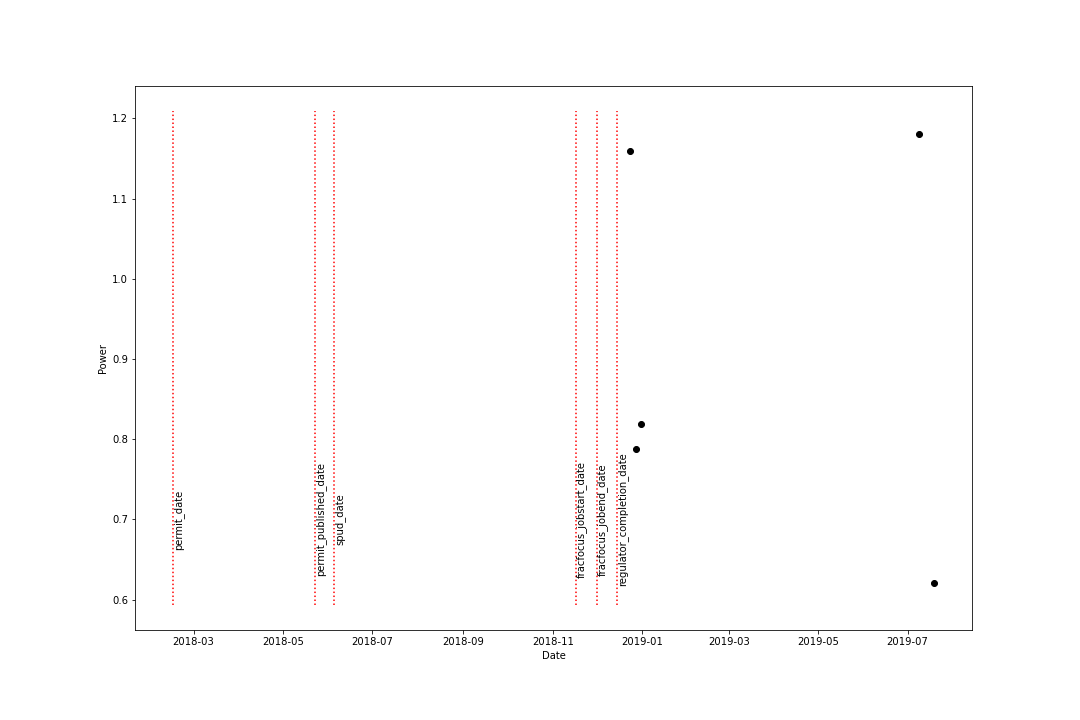 1.2
1.1
1.0
0.9
0.8
0.7
0.6
Power
permit_date
permit_published_date
spud_date
fracfocus_jobstart_date
fracfocus_jobend_date
regulator_completion_date
2018-03
2018-05
2018-07
2018-09
2018-11
2019-01
2019-03
2019-05
2019-07
Date